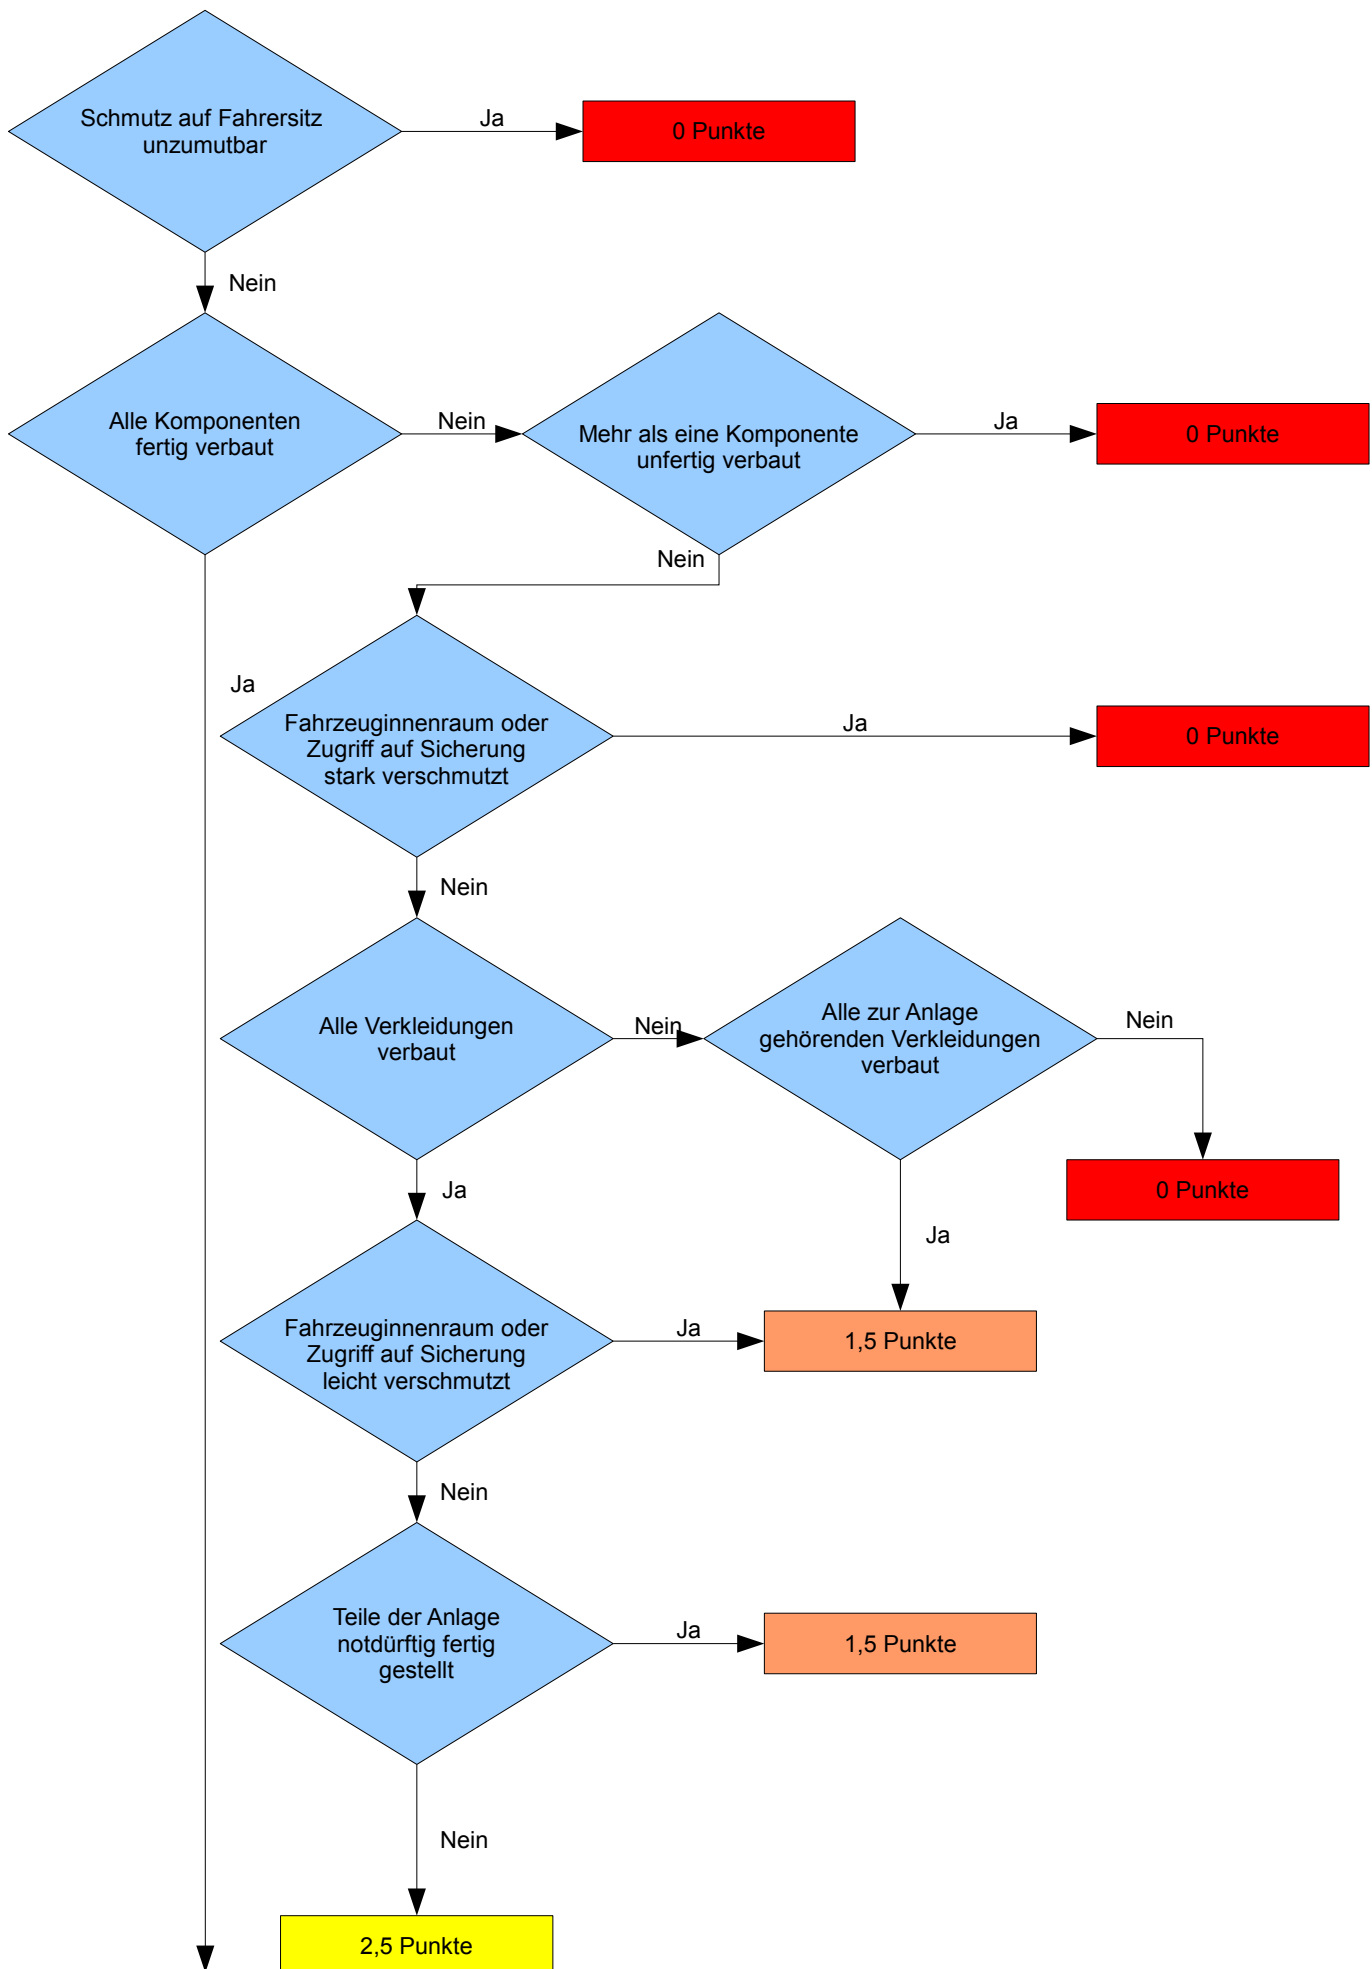 Schmutz auf Fahrersitz
unzumutbar
Ja
0 Punkte
Nein
Alle Komponenten
fertig verbaut
Nein
Mehr als eine Komponente
unfertig verbaut
Ja
0 Punkte
Nein
Ja
Fahrzeuginnenraum oder
Zugriff auf Sicherung
stark verschmutzt
Ja
0 Punkte
Nein
Alle Verkleidungen
verbaut
Nein
Alle zur Anlage
gehörenden Verkleidungen
verbaut
Nein
0 Punkte
Ja
Ja
Fahrzeuginnenraum oder
Zugriff auf Sicherung
leicht verschmutzt
Ja
1,5 Punkte
Nein
Teile der Anlage
notdürftig fertig
gestellt
Ja
1,5 Punkte
Nein
2,5 Punkte